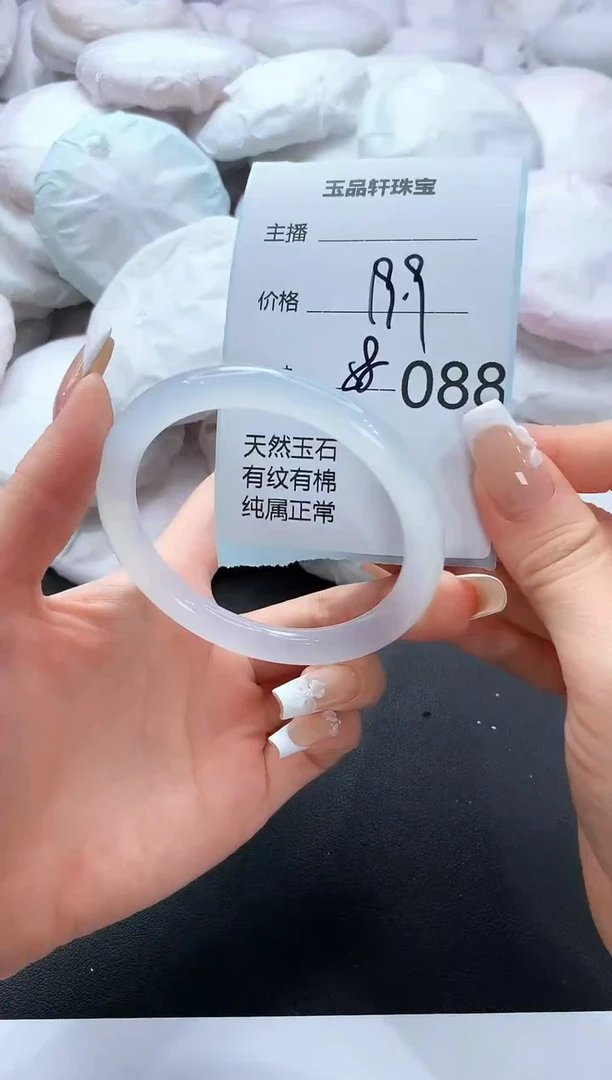 玉品轩珠宝
主播
价格 99
088
天然玉石
有纹有棉
纯属正常